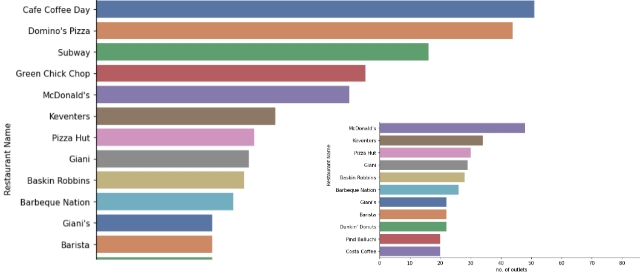 Cafe Coffee Day
Domino's Pizza
Subway
Green Chick Chop
McDonald's
Keventers
Pizza Hut
Giani
Baskin Robbins
Barbeque Nation
Giani's
Barista
Restaurant Name
McDonald's
Keventers
Pizza Hut
Giani
Baskin Robbins
Barbeque Nation
Giani's
Barista
Dunkin' Donuts
Pind Balluchi
Costa Coffee
Restaurant Name
0 10 20 30 40 50 60 70 80
no. of outlets